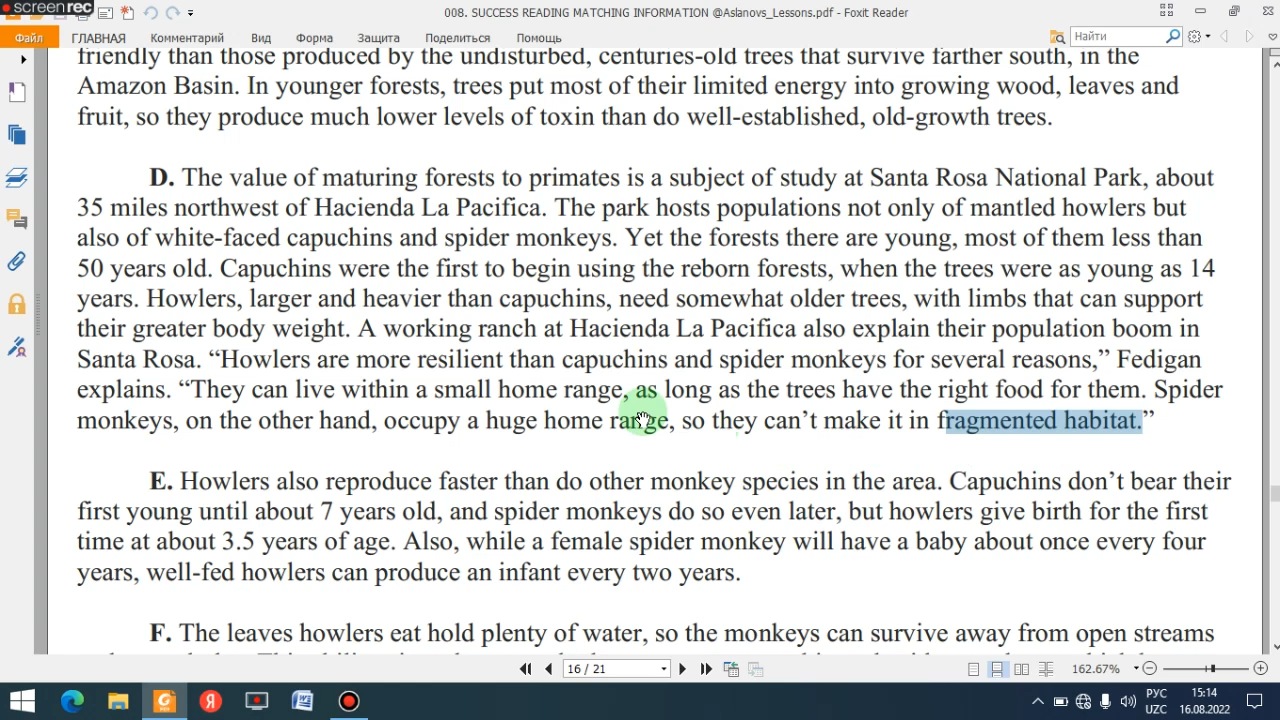 screen rec
008. SUCCESS READING MATCHING INFORMATION @Aslanovs_Lessons.pdf - Foxit Reader
Файл ГЛАВНАЯ Комментарий Вид Форма Защита Поделиться Помощь Найти
friendly than those produced by the undisturbed, centuries-old trees that survive farther south, in the
Amazon Basin. In younger forests, trees put most of their limited energy into growing wood, leaves and
fruit, so they produce much lower levels of toxin than do well-established, old-growth trees.
D. The value of maturing forests to primates is a subject of study at Santa Rosa National Park, about
35 miles northwest of Hacienda La Pacifica. The park hosts populations not only of mantled howlers but
also of white-faced capuchins and spider monkeys. Yet the forests there are young, most of them less than
50 years old. Capuchins were the first to begin using the reborn forests, when the trees were as young as 14
years. Howlers, larger and heavier than capuchins, need somewhat older trees, with limbs that can support
their greater body weight. A working ranch at Hacienda La Pacifica also explain their population boom in
Santa Rosa. “Howlers are more resilient than capuchins and spider monkeys for several reasons,” Fedigan
explains. “They can live within a small home range, as long as the trees have the right food for them. Spider
monkeys, on the other hand, occupy a huge home range, so they can’t make it in fragmented habitat.”
E. Howlers also reproduce faster than do other monkey species in the area. Capuchins don’t bear their
first young until about 7 years old, and spider monkeys do so even later, but howlers give birth for the first
time at about 3.5 years of age. Also, while a female spider monkey will have a baby about once every four
years, well-fed howlers can produce an infant every two years.
F. The leaves howlers eat hold plenty of water, so the monkeys can survive away from open streams
16 / 21 162.67%
РУС 15:14
UZC 16.08.2022